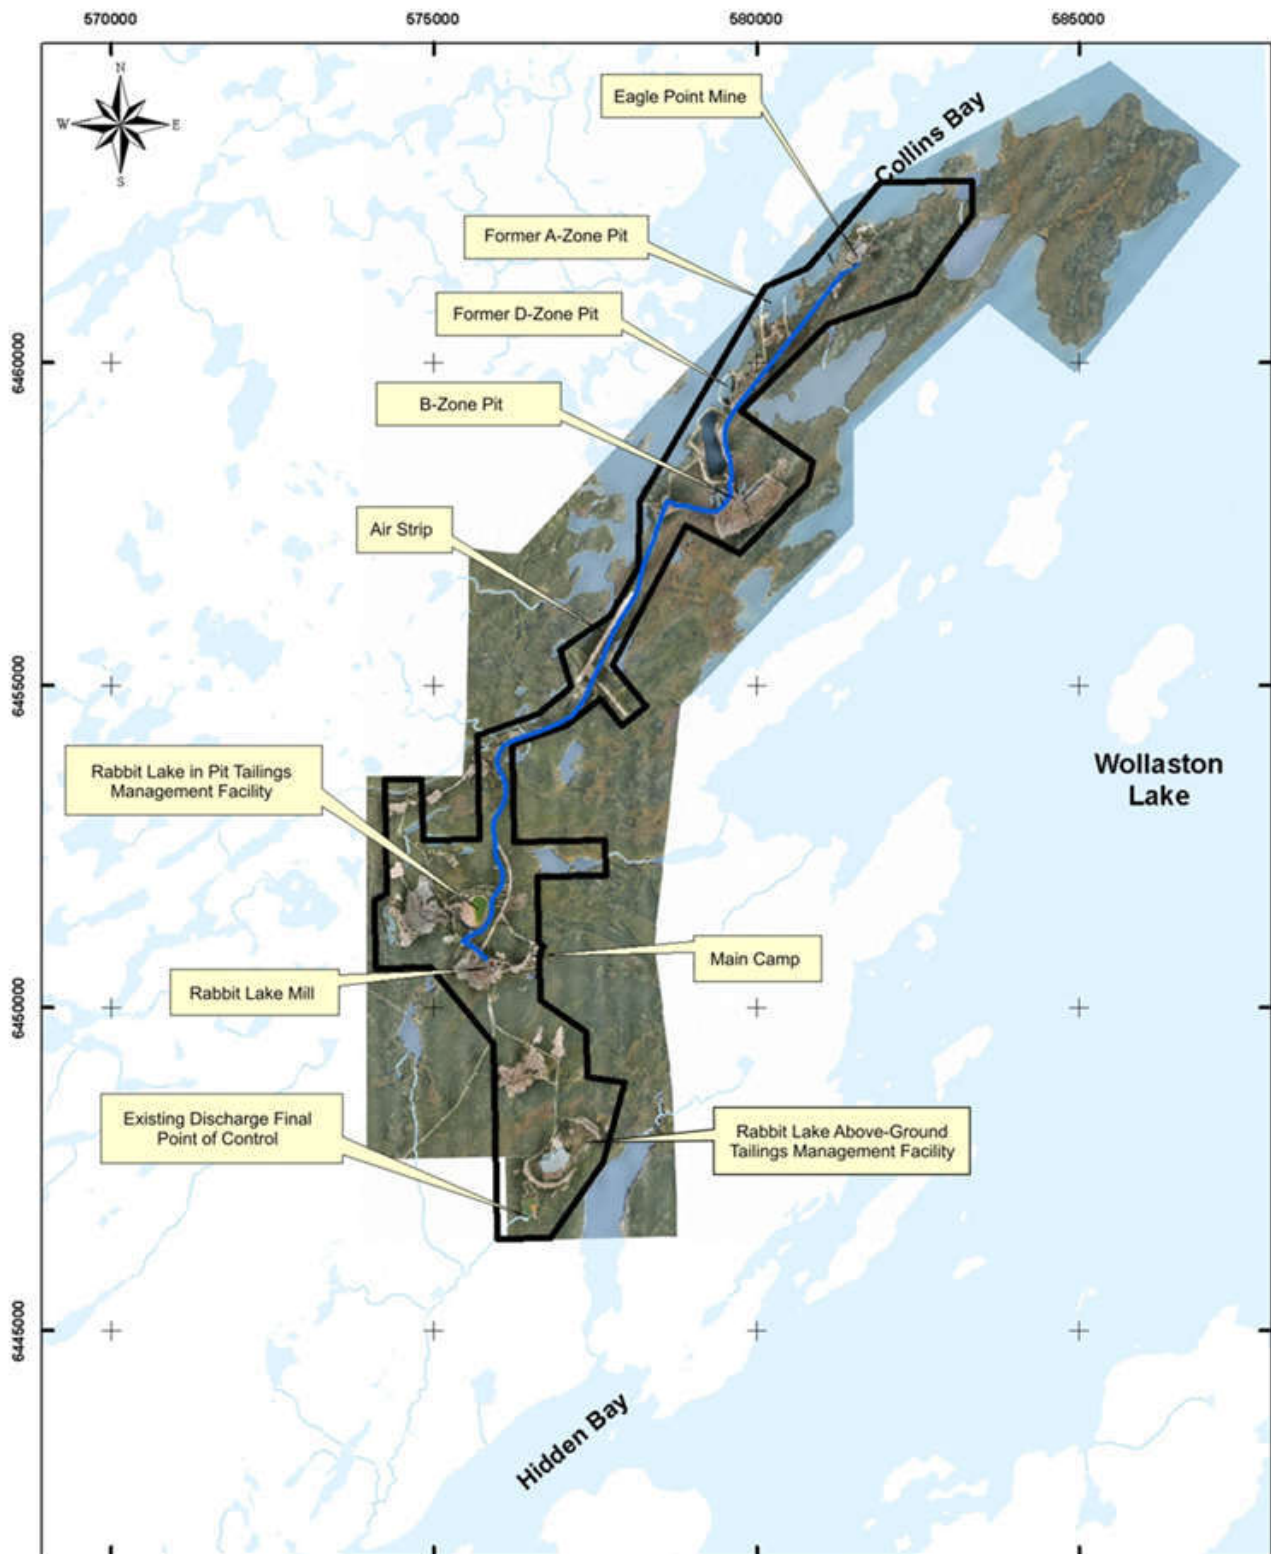 570000
575000
580000
585000
N
W
E
S
Eagle Point Mine
Collins Bay
Former A-Zone Pit
Former D-Zone Pit
6460000
B-Zone Pit
Air Strip
6455000
Rabbit Lake in Pit Tailings
Management Facility
Wollaston
Lake
Main Camp
Rabbit Lake Mill
6450000
Existing Discharge Final
Point of Control
Rabbit Lake Above-Ground
Tailings Management Facility
6445000
Hidden Bay